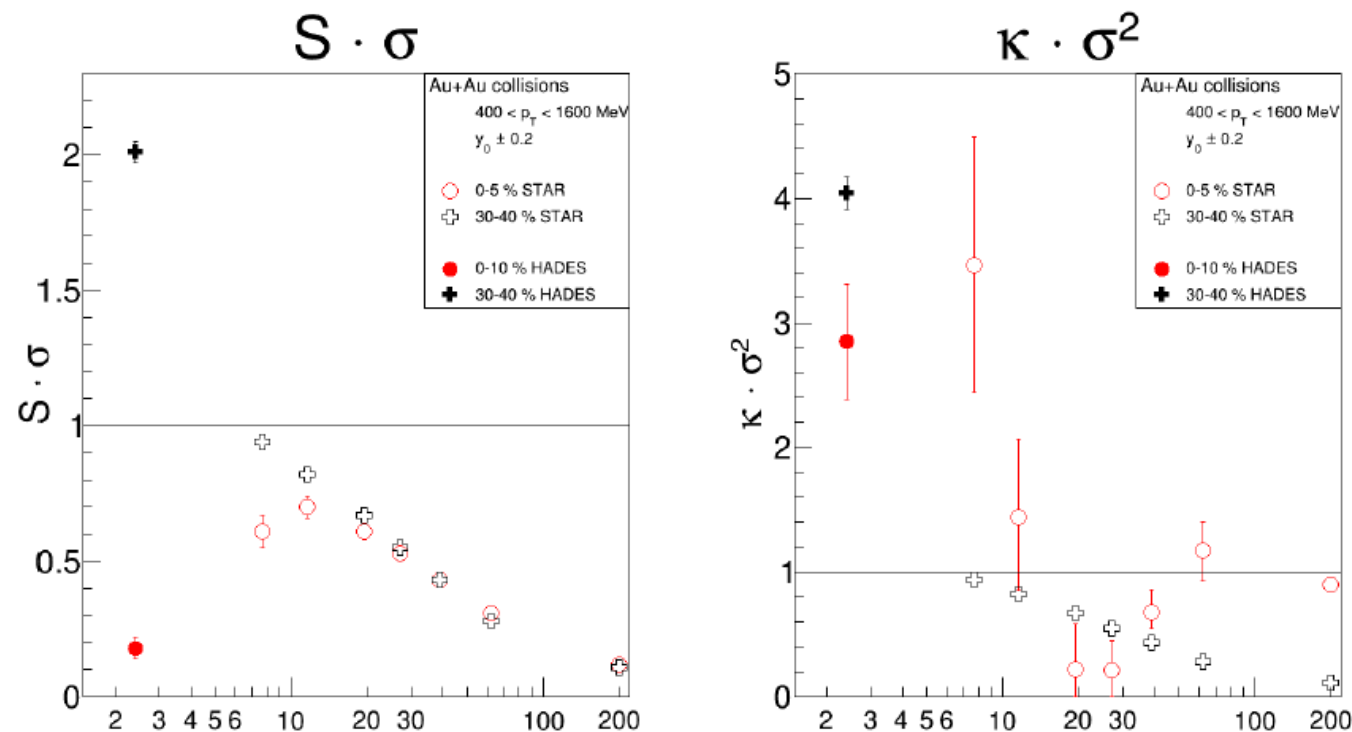 S · σ
Au+Au collisions
400 < p_T < 1600 MeV
y_0 ± 0.2
0-5 % STAR
30-40 % STAR
0-10 % HADES
30-40 % HADES
S · σ
2
1.5
1
0.5
0
2 3 4 5 6 10 20 30 100 200
κ · σ²
Au+Au collisions
400 < p_T < 1600 MeV
y_0 ± 0.2
0-5 % STAR
30-40 % STAR
0-10 % HADES
30-40 % HADES
κ · σ²
5
4
3
2
1
0
2 3 4 5 6 10 20 30 100 200